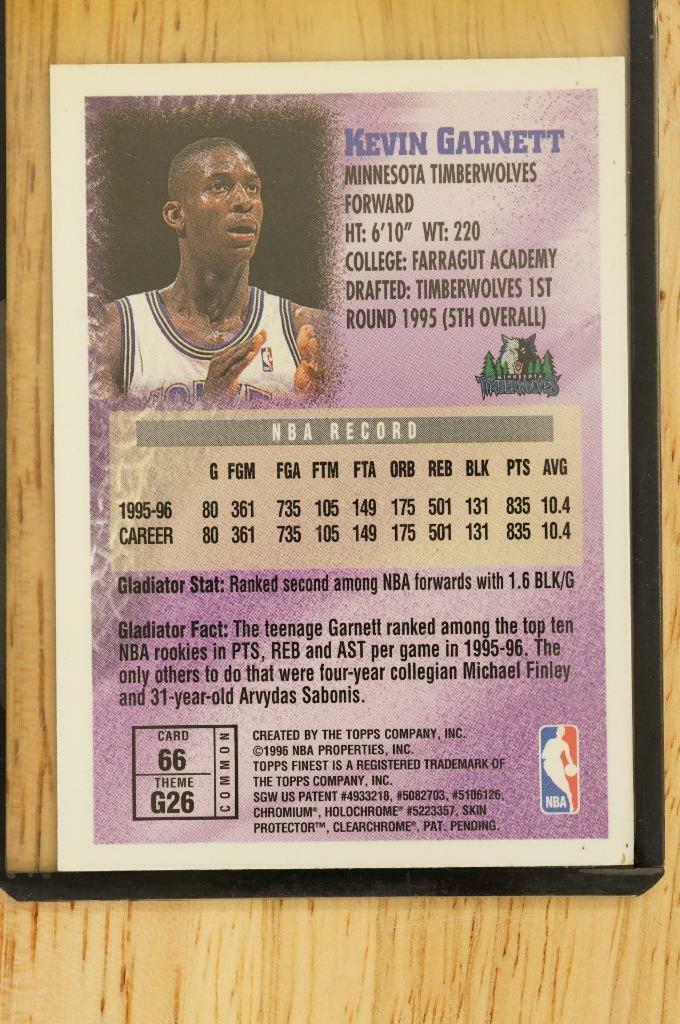 KEVIN GARNETT
MINNESOTA TIMBERWOLVES
FORWARD
HT: 6'10" WT: 220
COLLEGE: FARRAGUT ACADEMY
DRAFTED: TIMBERWOLVES 1ST
ROUND 1995 (5TH OVERALL)
MINNESOTA
TIMBERWOLVES
NBA RECORD
G FGM FGA FTM FTA ORB REB BLK PTS AVG
1995-96 80 361 735 105 149 175 501 131 835 10.4
CAREER 80 361 735 105 149 175 501 131 835 10.4
Gladiator Stat: Ranked second among NBA forwards with 1.6 BLK/G
Gladiator Fact: The teenage Garnett ranked among the top ten
NBA rookies in PTS, REB and AST per game in 1995-96. The
only others to do that were four-year collegian Michael Finley
and 31-year-old Arvydas Sabonis.
CARD
66
THEME
G26
COMMON
CREATED BY THE TOPPS COMPANY, INC.
©1996 NBA PROPERTIES, INC.
TOPPS FINEST IS A REGISTERED TRADEMARK OF
THE TOPPS COMPANY, INC.
SGW US PATENT #4933218, #5082703, #5106126,
CHROMIUM®, HOLOCHROME® #5223357, SKIN
PROTECTOR™, CLEARCHROME®, PAT. PENDING.
NBA